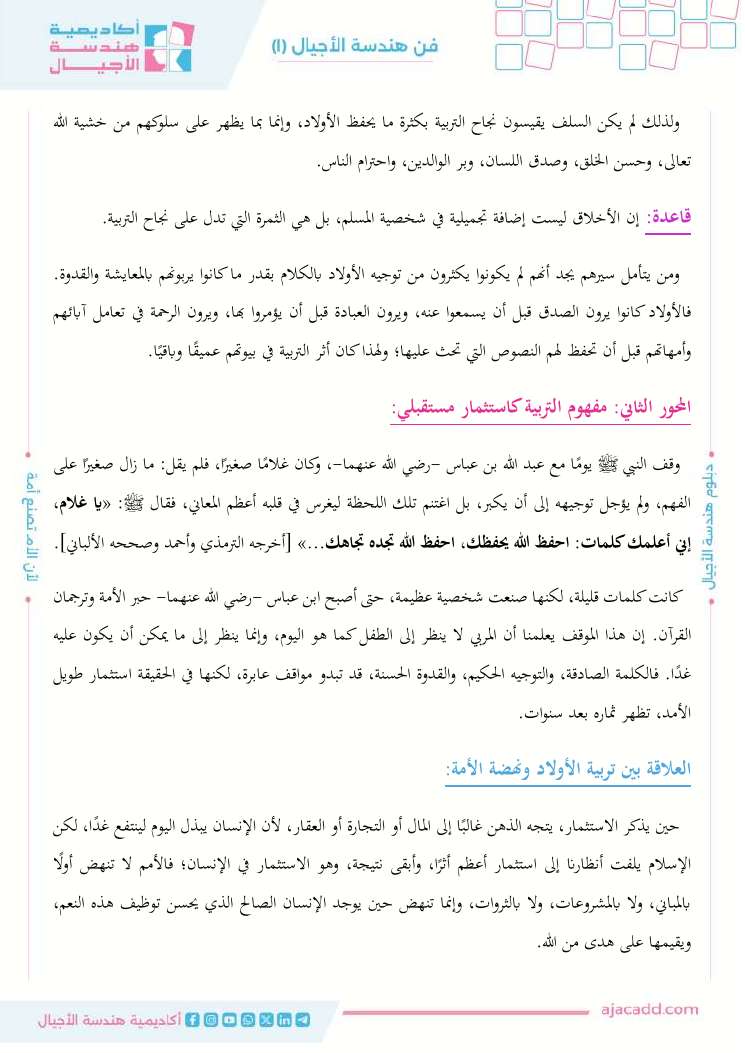 أكاديمية
هندسة
الأجيال
فن هندسة الأجيال (1)
ولذلك لم يكن السلف يقيسون نجاح التربية بكثرة ما يحفظ الأولاد، وإنما بما يظهر على سلوكهم من خشية الله
تعالى، وحسن الخلق، وصدق اللسان، وبر الوالدين، واحترام الناس.
قاعدة: إن الأخلاق ليست إضافة تجميلية في شخصية المسلم، بل هي الثمرة التي تدل على نجاح التربية.
ومن يتأمل سيرهم يجد أنهم لم يكونوا يكثرون من توجيه الأولاد بالكلام بقدر ما كانوا يربونهم بالمعايشة والقدوة.
فالأولاد كانوا يرون الصدق قبل أن يسمعوا عنه، ويرون العبادة قبل أن يؤمروا بها، ويرون الرحمة في تعامل آبائهم
وأمهاتهم قبل أن تحفظ لهم النصوص التي تحث عليها؛ ولهذا كان أثر التربية في بيوتهم عميقًا وباقيًا.
المحور الثاني: مفهوم التربية كاستثمار مستقبلي:
وقف النبي ﷺ يومًا مع عبد الله بن عباس –رضي الله عنهما–، وكان غلامًا صغيرًا، فلم يقل: ما زال صغيرًا على
الفهم، ولم يؤجل توجيهه إلى أن يكبر، بل اغتنم تلك اللحظة ليغرس في قلبه أعظم المعاني، فقال ﷺ: «يا غلام،
إني أعلمك كلمات: احفظ الله يحفظك، احفظ الله تجده تجاهك...» [أخرجه الترمذي وأحمد وصححه الألباني].
كانت كلمات قليلة، لكنها صنعت شخصية عظيمة، حتى أصبح ابن عباس –رضي الله عنهما– حبر الأمة وترجمان
القرآن. إن هذا الموقف يعلمنا أن المربي لا ينظر إلى الطفل كما هو اليوم، وإنما ينظر إلى ما يمكن أن يكون عليه
غدًا. فالكلمة الصادقة، والتوجيه الحكيم، والقدوة الحسنة، قد تبدو مواقف عابرة، لكنها في الحقيقة استثمار طويل
الأمد، تظهر ثماره بعد سنوات.
العلاقة بين تربية الأولاد ونهضة الأمة:
حين يذكر الاستثمار، يتجه الذهن غالبًا إلى المال أو التجارة أو العقار، لأن الإنسان يبذل اليوم لينتفع غدًا، لكن
الإسلام يلفت أنظارنا إلى استثمار أعظم أثرًا، وأبقى نتيجة، وهو الاستثمار في الإنسان؛ فالأمم لا تنهض أولًا
بالمباني، ولا بالمشروعات، ولا بالثروات، وإنما تنهض حين يوجد الإنسان الصالح الذي يحسن توظيف هذه النعم،
ويقيمها على هدى من الله.
دبلوم هندسة الأجيال
لأن الأم تصنع أمة
ajacadd.com
أكاديمية هندسة الأجيال